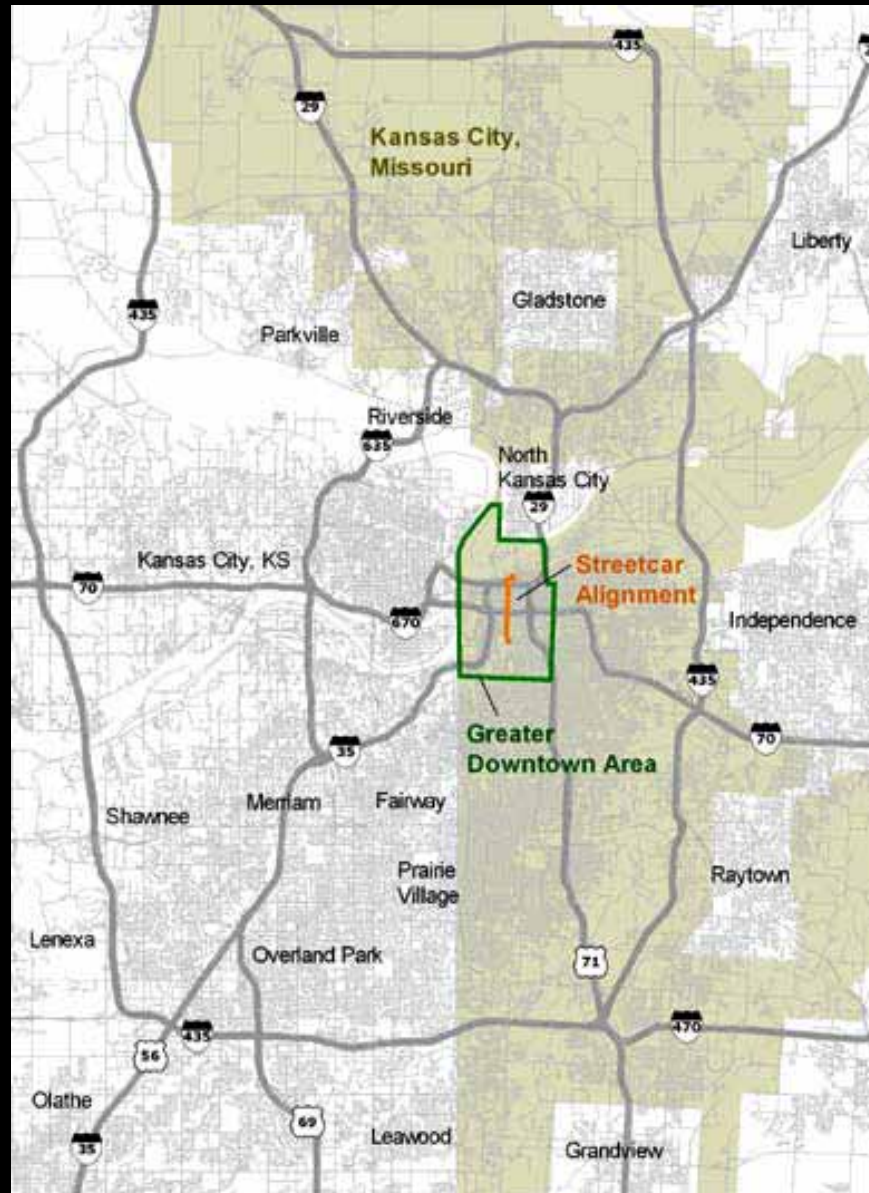 435
29
Kansas City,
Missouri
Liberty
Gladstone
435
Parkville
Riverside
635
North
Kansas City
29
Kansas City, KS
70
Streetcar
Alignment
670
Independence
435
Greater
Downtown Area
70
35
Merriam
Fairway
Shawnee
Prairie
Village
Raytown
Lenexa
Overland Park
71
435
470
56
Olathe
69
Leawood
Grandview
35